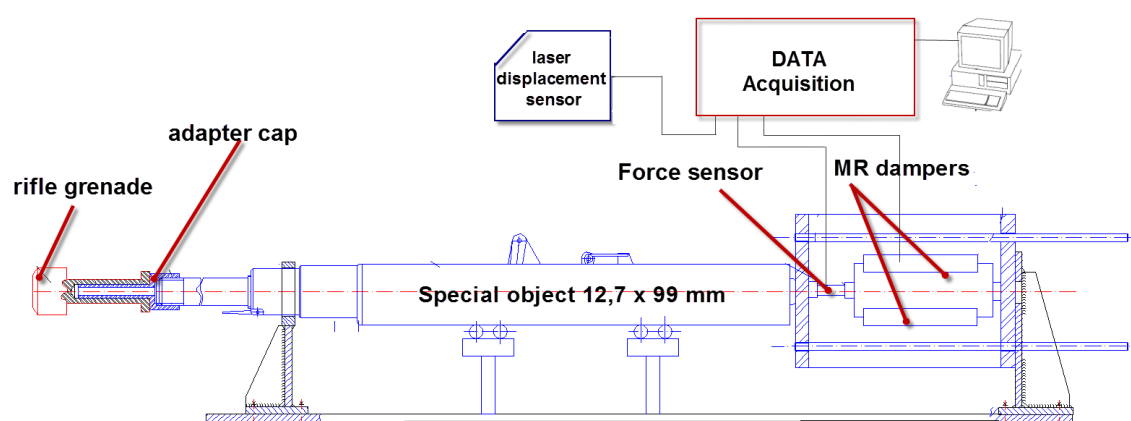 laser
displacement
sensor
DATA
Acquisition
adapter cap
rifle grenade
Force sensor
MR dampers
Special object 12,7 x 99 mm